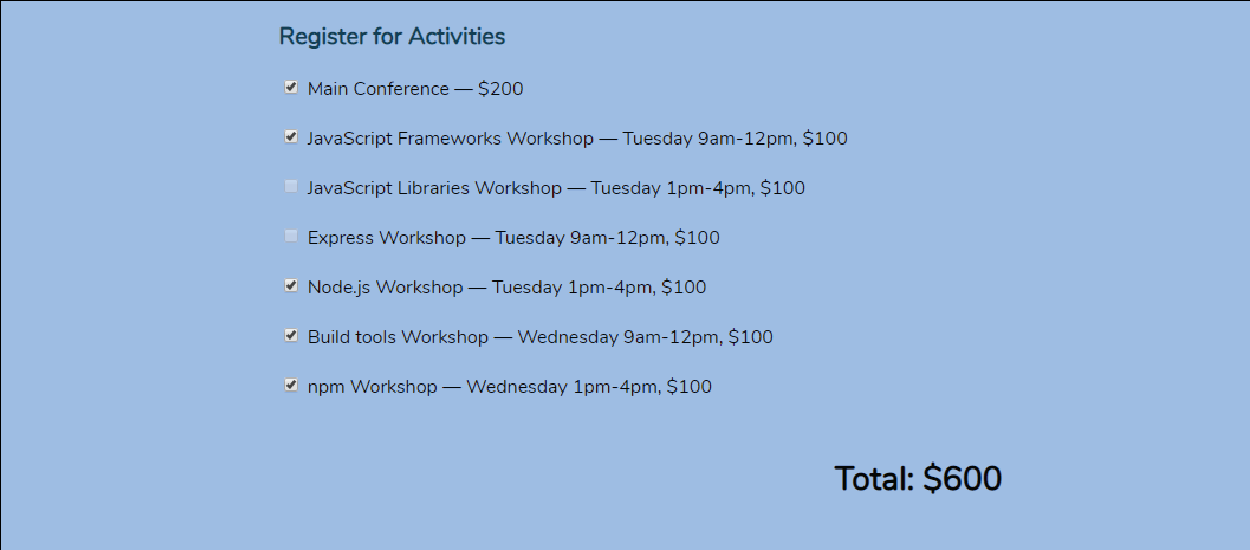 Register for Activities
Main Conference — $200
JavaScript Frameworks Workshop — Tuesday 9am-12pm, $100
JavaScript Libraries Workshop — Tuesday 1pm-4pm, $100
Express Workshop — Tuesday 9am-12pm, $100
Node.js Workshop — Tuesday 1pm-4pm, $100
Build tools Workshop — Wednesday 9am-12pm, $100
npm Workshop — Wednesday 1pm-4pm, $100
Total: $600